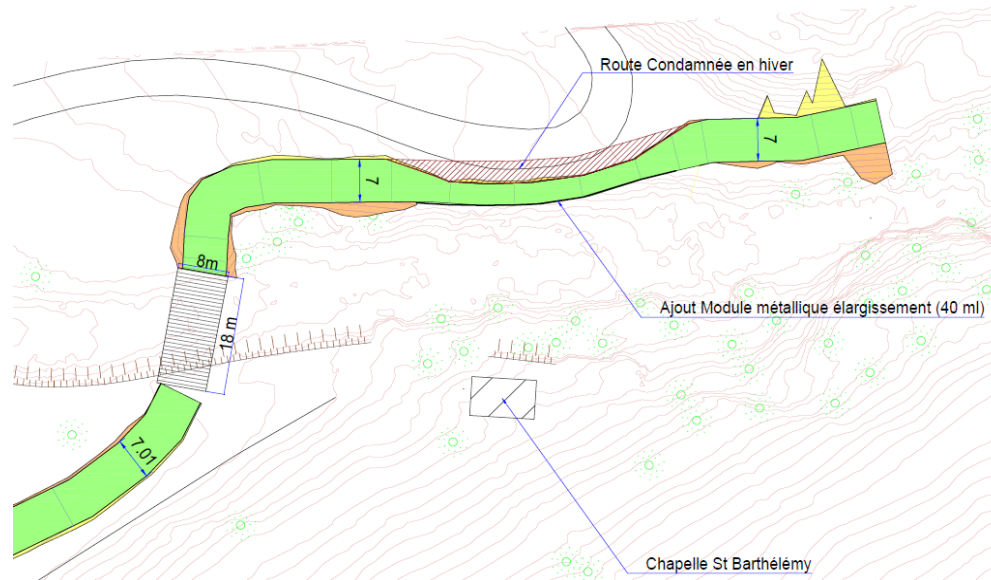 Route Condamnée en hiver
7
7
8m
18 m
Ajout Module métallique élargissement (40 ml)
7.01
Chapelle St Barthélémy